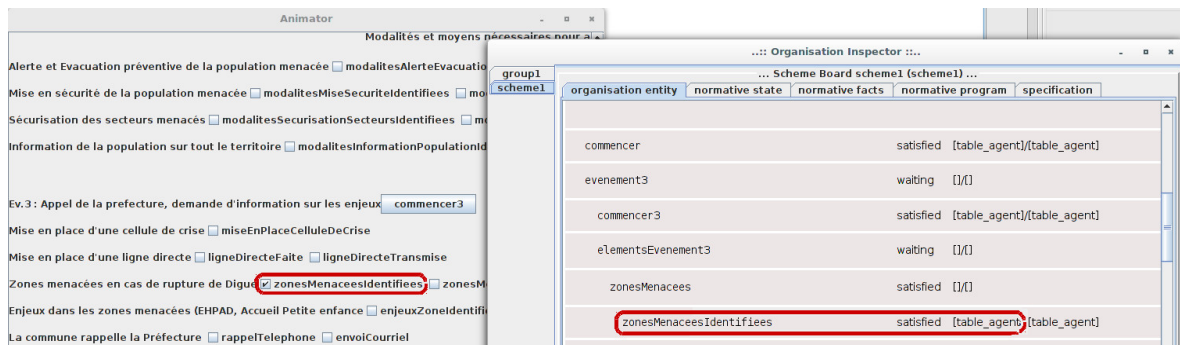 Animator
Modalités et moyens nécessaires pour a
Alerte et Evacuation préventive de la population menacée modalitesAlerteEvacuatio
Mise en sécurité de la population menacée modalitesMiseSecuriteIdentifiees mo
Sécurisation des secteurs menacés modalitesSecurisationSecteursIdentifiees m
Information de la population sur tout le territoire modalitesInformationPopulationId
Ev.3 : Appel de la prefecture, demande d'information sur les enjeux commencer3
Mise en place d'une cellule de crise miseEnPlaceCelluleDeCrise
Mise en place d'une ligne directe ligneDirecteFaite ligneDirecteTransmise
Zones menacées en cas de rupture de Digue zonesMenaceesIdentifiees zonesM
Enjeux dans les zones menacées (EHPAD, Accueil Petite enfance enjeuxZoneIdentifi
La commune rappelle la Préfecture rappelTelephone envoiCourriel
..:: Organisation Inspector ::..
group1
scheme1
... Scheme Board scheme1 (scheme1) ...
organisation entity normative state normative facts normative program specification
commencer satisfied [table_agent]/[table_agent]
evenement3 waiting []/[]
commencer3 satisfied [table_agent]/[table_agent]
elementsEvenement3 waiting []/[]
zonesMenacees satisfied []/[]
zonesMenaceesIdentifiees satisfied [table_agent]/[table_agent]